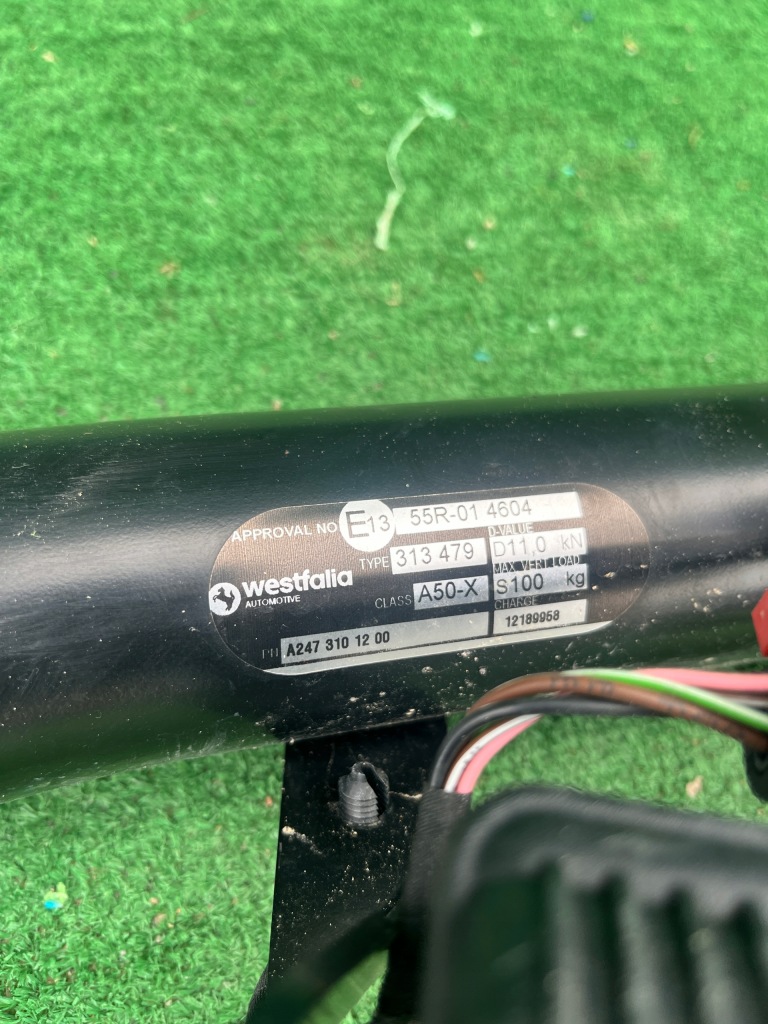 APPROVAL NO E13 55R-01 4604
D-VALUE
TYPE 313 479 D11,0 kN
MAX VERT LOAD
westfalia
AUTOMOTIVE
CLASS A50-X S100 kg
CHARGE
12189958
A247 310 12 00